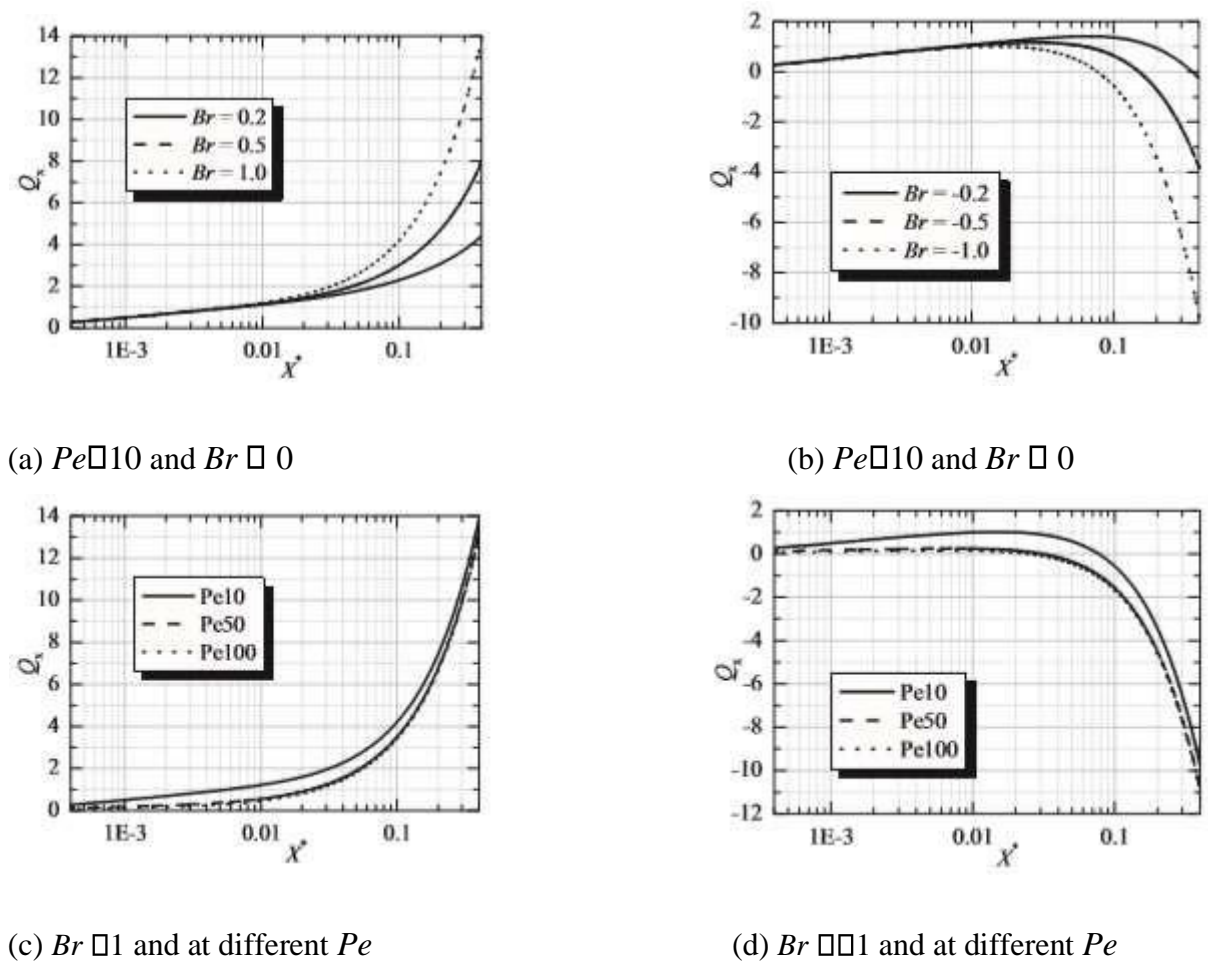 14
12
10
8
6
4
2
0
Qx
Br = 0.2
Br = 0.5
Br = 1.0
1E-3 0.01 0.1
X*
2
0
-2
-4
-6
-8
-10
Qx
Br = -0.2
Br = -0.5
Br = -1.0
1E-3 0.01 0.1
X*
(a) Pe□10 and Br □ 0
(b) Pe□10 and Br □ 0
14
12
10
8
6
4
2
0
Qx
Pe10
Pe50
Pe100
1E-3 0.01 0.1
X*
2
0
-2
-4
-6
-8
-10
-12
Qx
Pe10
Pe50
Pe100
1E-3 0.01 0.1
X*
(c) Br □1 and at different Pe
(d) Br □□1 and at different Pe